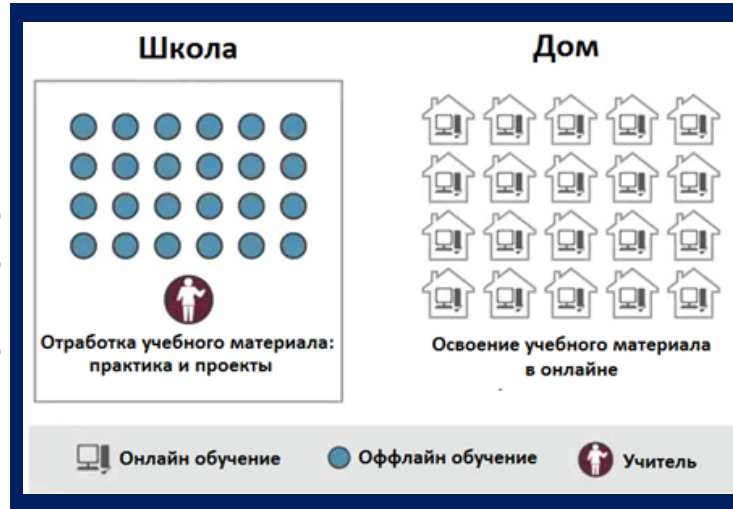 Школа
Дом
Отработка учебного материала:
практика и проекты
Освоение учебного материала
в онлайне
Онлайн обучение
Оффлайн обучение
Учитель